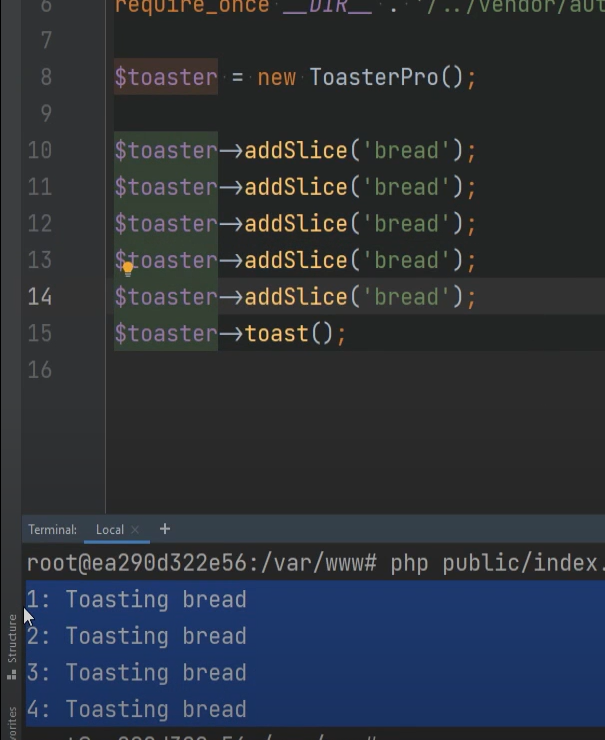 6 require_once __DIR__ . '/../vendor/aut
7
8 $toaster = new ToasterPro();
9
10 $toaster->addSlice('bread');
11 $toaster->addSlice('bread');
12 $toaster->addSlice('bread');
13 $toaster->addSlice('bread');
14 $toaster->addSlice('bread');
15 $toaster->toast();
16
Terminal: Local × +
root@ea290d322e56:/var/www# php public/index.
1: Toasting bread
2: Toasting bread
3: Toasting bread
4: Toasting bread
Structure
vorites